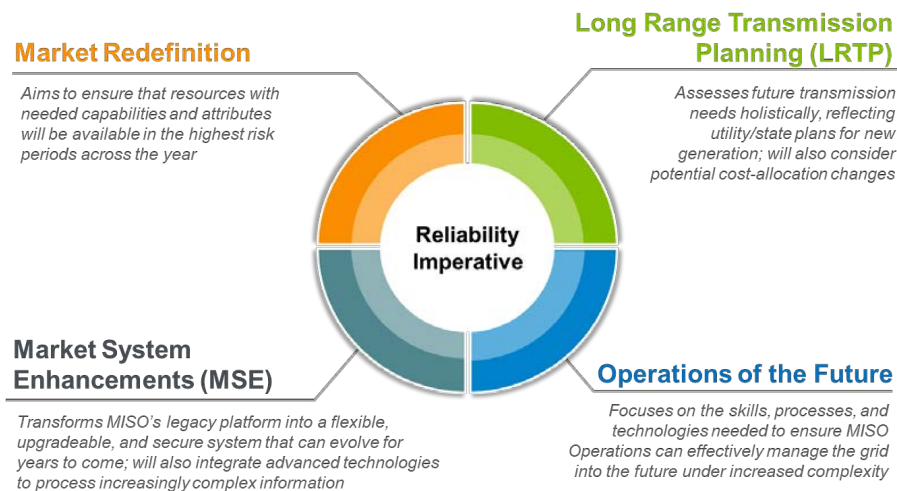 Market Redefinition
Aims to ensure that resources with
needed capabilities and attributes
will be available in the highest risk
periods across the year
Long Range Transmission
Planning (LRTP)
Assesses future transmission
needs holistically, reflecting
utility/state plans for new
generation; will also consider
potential cost-allocation changes
Reliability
Imperative
Market System
Enhancements (MSE)
Transforms MISO's legacy platform into a flexible,
upgradeable, and secure system that can evolve for
years to come; will also integrate advanced technologies
to process increasingly complex information
Operations of the Future
Focuses on the skills, processes, and
technologies needed to ensure MISO
Operations can effectively manage the grid
into the future under increased complexity